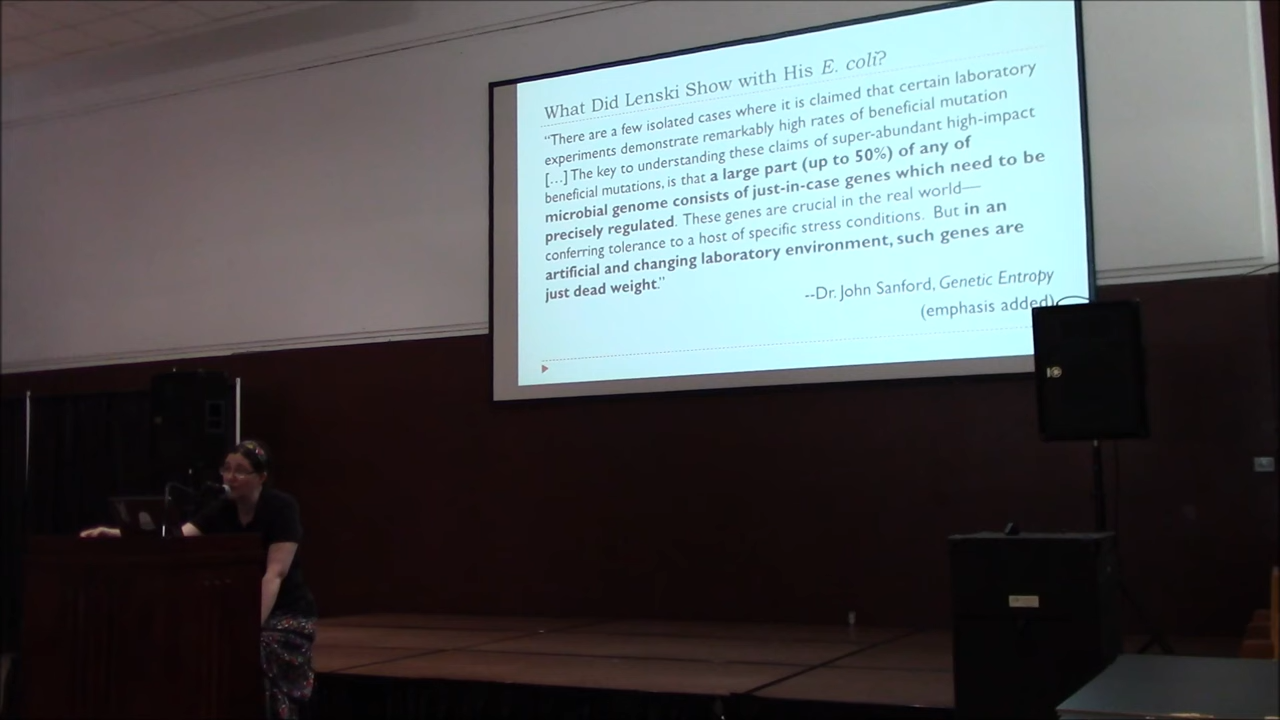 What Did Lenski Show with His E. coli?
“There are a few isolated cases where it is claimed that certain laboratory
experiments demonstrate remarkably high rates of beneficial mutation
[…] The key to understanding these claims of super-abundant high-impact
beneficial mutations, is that a large part (up to 50%) of any of
microbial genome consists of just-in-case genes which need to be
precisely regulated. These genes are crucial in the real world—
conferring tolerance to a host of specific stress conditions. But in an
artificial and changing laboratory environment, such genes are
just dead weight.”
--Dr. John Sanford, Genetic Entropy
(emphasis added)